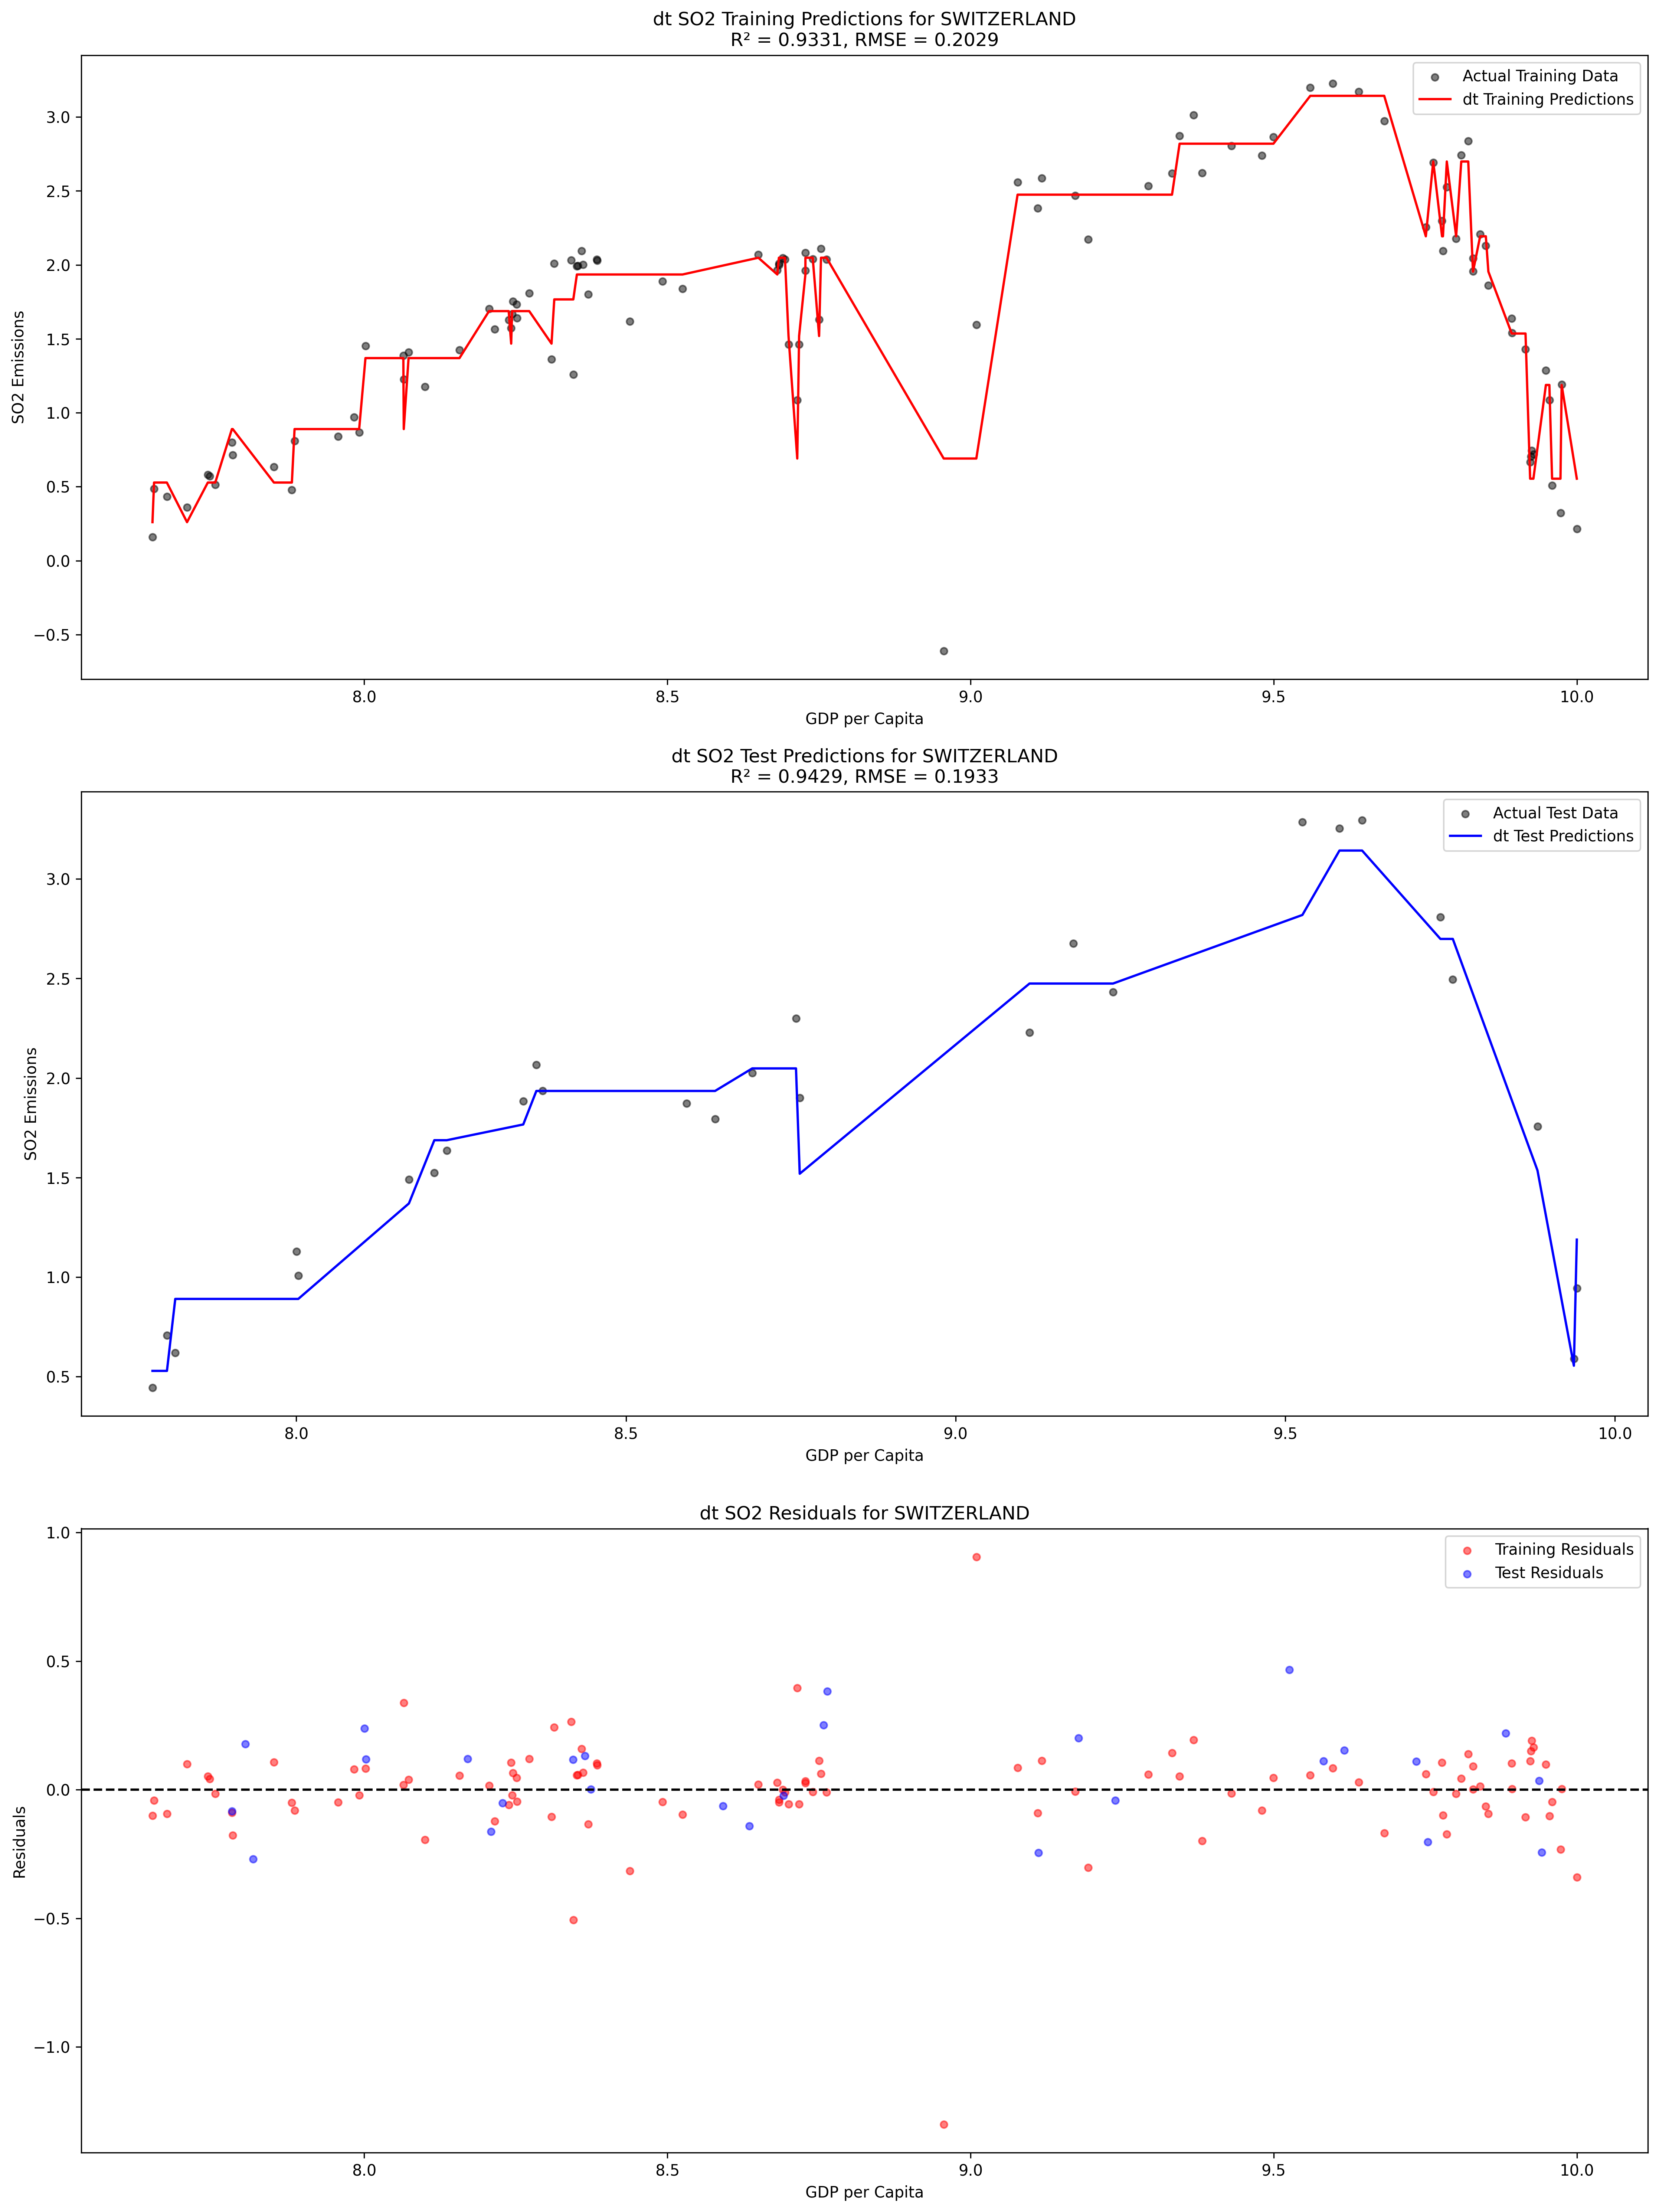 dt SO2 Training Predictions for SWITZERLAND
R² = 0.9331, RMSE = 0.2029
Actual Training Data
dt Training Predictions
SO2 Emissions
3.0
2.5
2.0
1.5
1.0
0.5
0.0
−0.5
8.0 8.5 9.0 9.5 10.0
GDP per Capita
dt SO2 Test Predictions for SWITZERLAND
R² = 0.9429, RMSE = 0.1933
Actual Test Data
dt Test Predictions
SO2 Emissions
3.0
2.5
2.0
1.5
1.0
0.5
8.0 8.5 9.0 9.5 10.0
GDP per Capita
dt SO2 Residuals for SWITZERLAND
Training Residuals
Test Residuals
Residuals
1.0
0.5
0.0
−0.5
−1.0
8.0 8.5 9.0 9.5 10.0
GDP per Capita